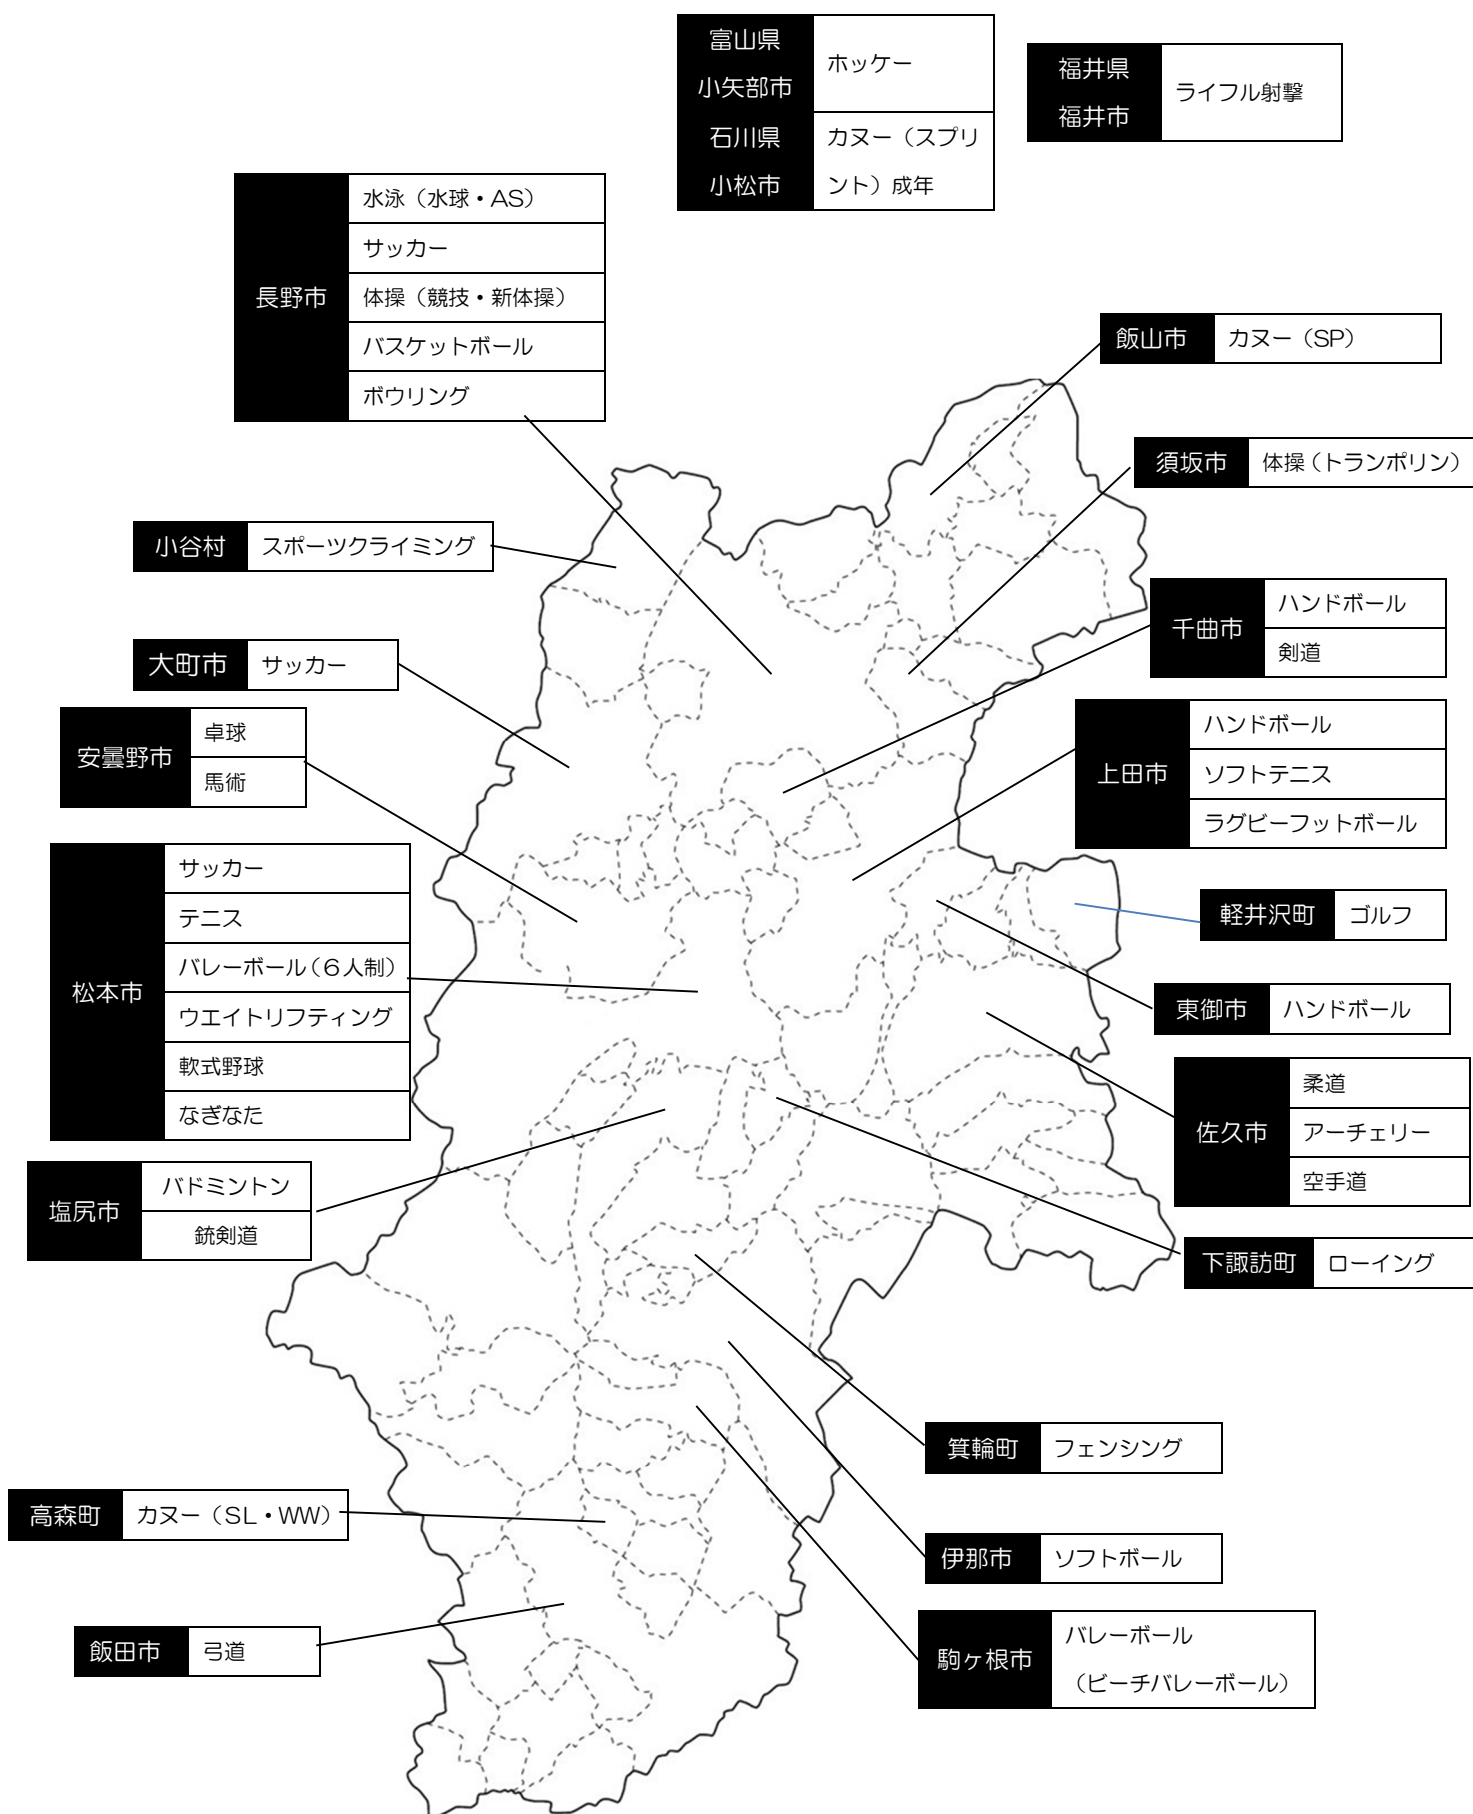 富山県
小矢部市
ホッケー
石川県
小松市
カヌー（スプリ
ント）成年
福井県
福井市
ライフル射撃
長野市
水泳（水球・AS）
サッカー
体操（競技・新体操）
バスケットボール
ボウリング
飯山市
カヌー（SP）
須坂市
体操（トランポリン）
小谷村
スポーツクライミング
千曲市
ハンドボール
剣道
大町市
サッカー
安曇野市
卓球
馬術
上田市
ハンドボール
ソフトテニス
ラグビーフットボール
松本市
サッカー
テニス
バレーボール（６人制）
ウエイトリフティング
軟式野球
なぎなた
軽井沢町
ゴルフ
東御市
ハンドボール
佐久市
柔道
アーチェリー
空手道
塩尻市
バドミントン
銃剣道
下諏訪町
ローイング
箕輪町
フェンシング
高森町
カヌー（SL・WW）
伊那市
ソフトボール
飯田市
弓道
駒ヶ根市
バレーボール
（ビーチバレーボール）